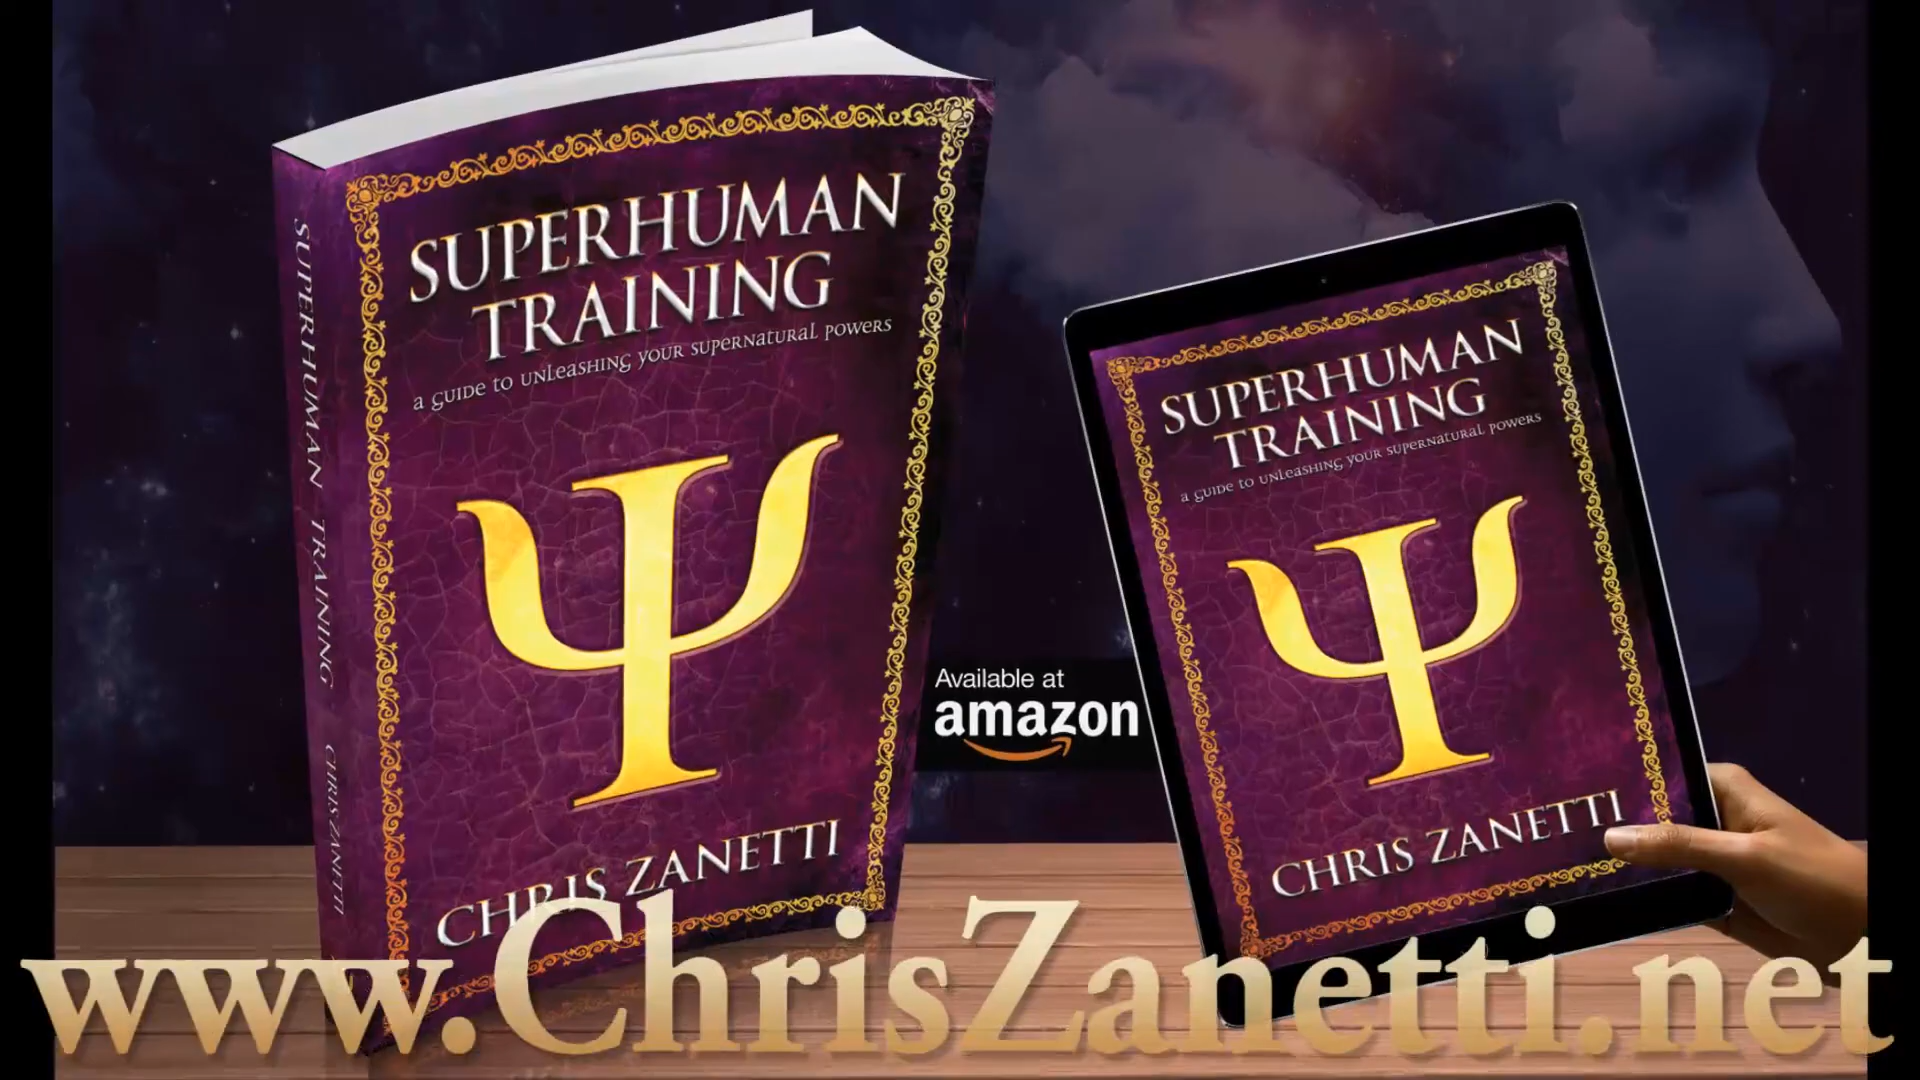 SUPERHUMAN
TRAINING
a GUIDE to UNLeasHING YOUR SUPERNatURaL POWERS
Ψ
CHRIS ZANETTI
SUPERHUMAN TRAINING CHRIS ZANETTI
Available at
amazon
SUPERHUMAN
TRAINING
a GUIDE to UNLeasHING YOUR SUPERNatURaL POWERS
Ψ
CHRIS ZANETTI
www.ChrisZanetti.net